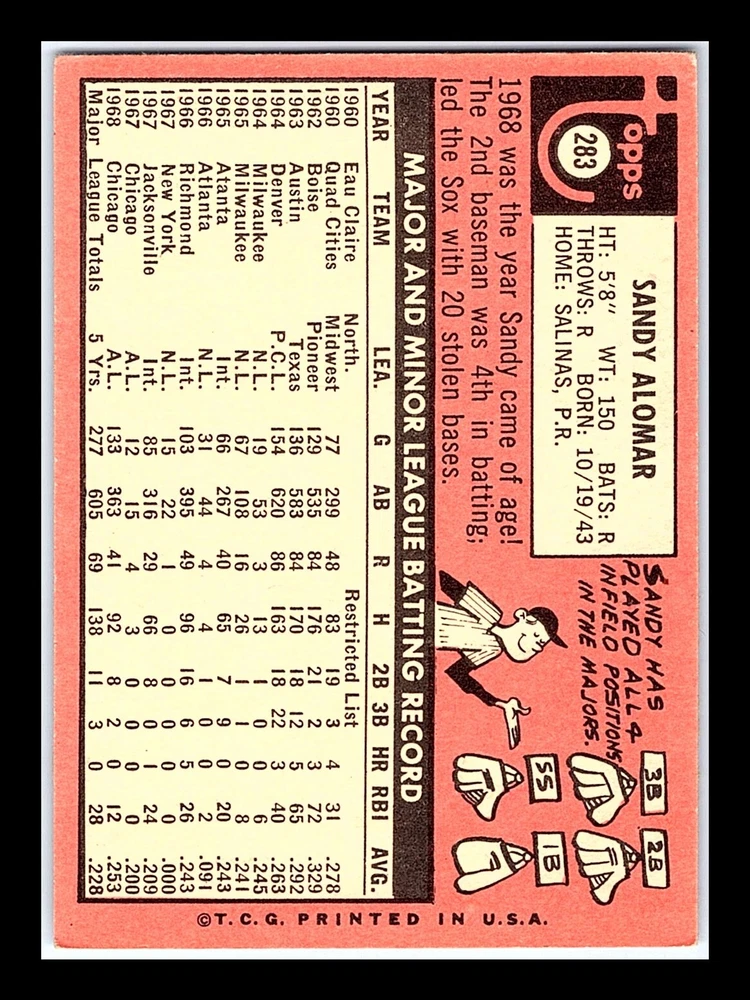 Topps
283
SANDY ALOMAR
HT: 5'8" WT: 150 BATS: R
THROWS: R BORN: 10/19/43
HOME: SALINAS, P.R.
SANDY HAS
PLAYED ALL 4
INFIELD POSITIONS
IN THE MAJORS.
3B
2B
SS
1B
1968 was the year Sandy came of age!
The 2nd baseman was 4th in batting;
led the Sox with 20 stolen bases.
MAJOR AND MINOR LEAGUE BATTING RECORD
YEAR TEAM LEA. G AB R H 2B 3B HR RBI AVG.
1960 Eau Claire North. Restricted List
1960 Quad Cities Midwest 77 299 48 83 19 3 4 31 .278
1962 Boise Pioneer 129 535 84 176 21 2 3 72 .329
1963 Austin Texas 136 583 84 170 18 12 5 65 .292
1964 Denver P.C.L. 154 620 86 163 18 22 3 40 .263
1964 Milwaukee N.L. 19 53 3 13 1 0 0 6 .245
1965 Milwaukee N.L. 67 108 16 26 1 1 0 8 .241
1965 Atanta Int. 66 267 40 65 7 9 0 20 .243
1966 Atlanta N.L. 31 44 4 4 1 0 0 2 .091
1966 Richmond Int. 103 395 49 96 16 6 5 26 .243
1967 New York N.L. 15 22 1 0 0 0 0 0 .000
1967 Jacksonville Int. 85 316 29 66 8 0 1 24 .209
1967 Chicago A.L. 12 15 4 3 0 0 0 0 .200
1968 Chicago A.L. 133 363 41 92 8 2 0 12 .253
Major League Totals 5 Yrs. 277 605 69 138 11 3 0 28 .228
©T.C.G. PRINTED IN U.S.A.